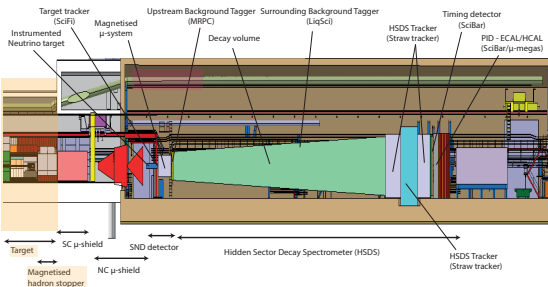 Target tracker
(SciFi)
Instrumented
Neutrino target
Magnetised
μ-system
Upstream Background Tagger
(MRPC)
Decay volume
Surrounding Background Tagger
(LiqSci)
HSDS Tracker
(Straw tracker)
Timing detector
(SciBar)
PID - ECAL/HCAL
(SciBar/μ-megas)
Target
Magnetised
hadron stopper
SC μ-shield
NC μ-shield
SND detector
Hidden Sector Decay Spectrometer (HSDS)
HSDS Tracker
(Straw tracker)